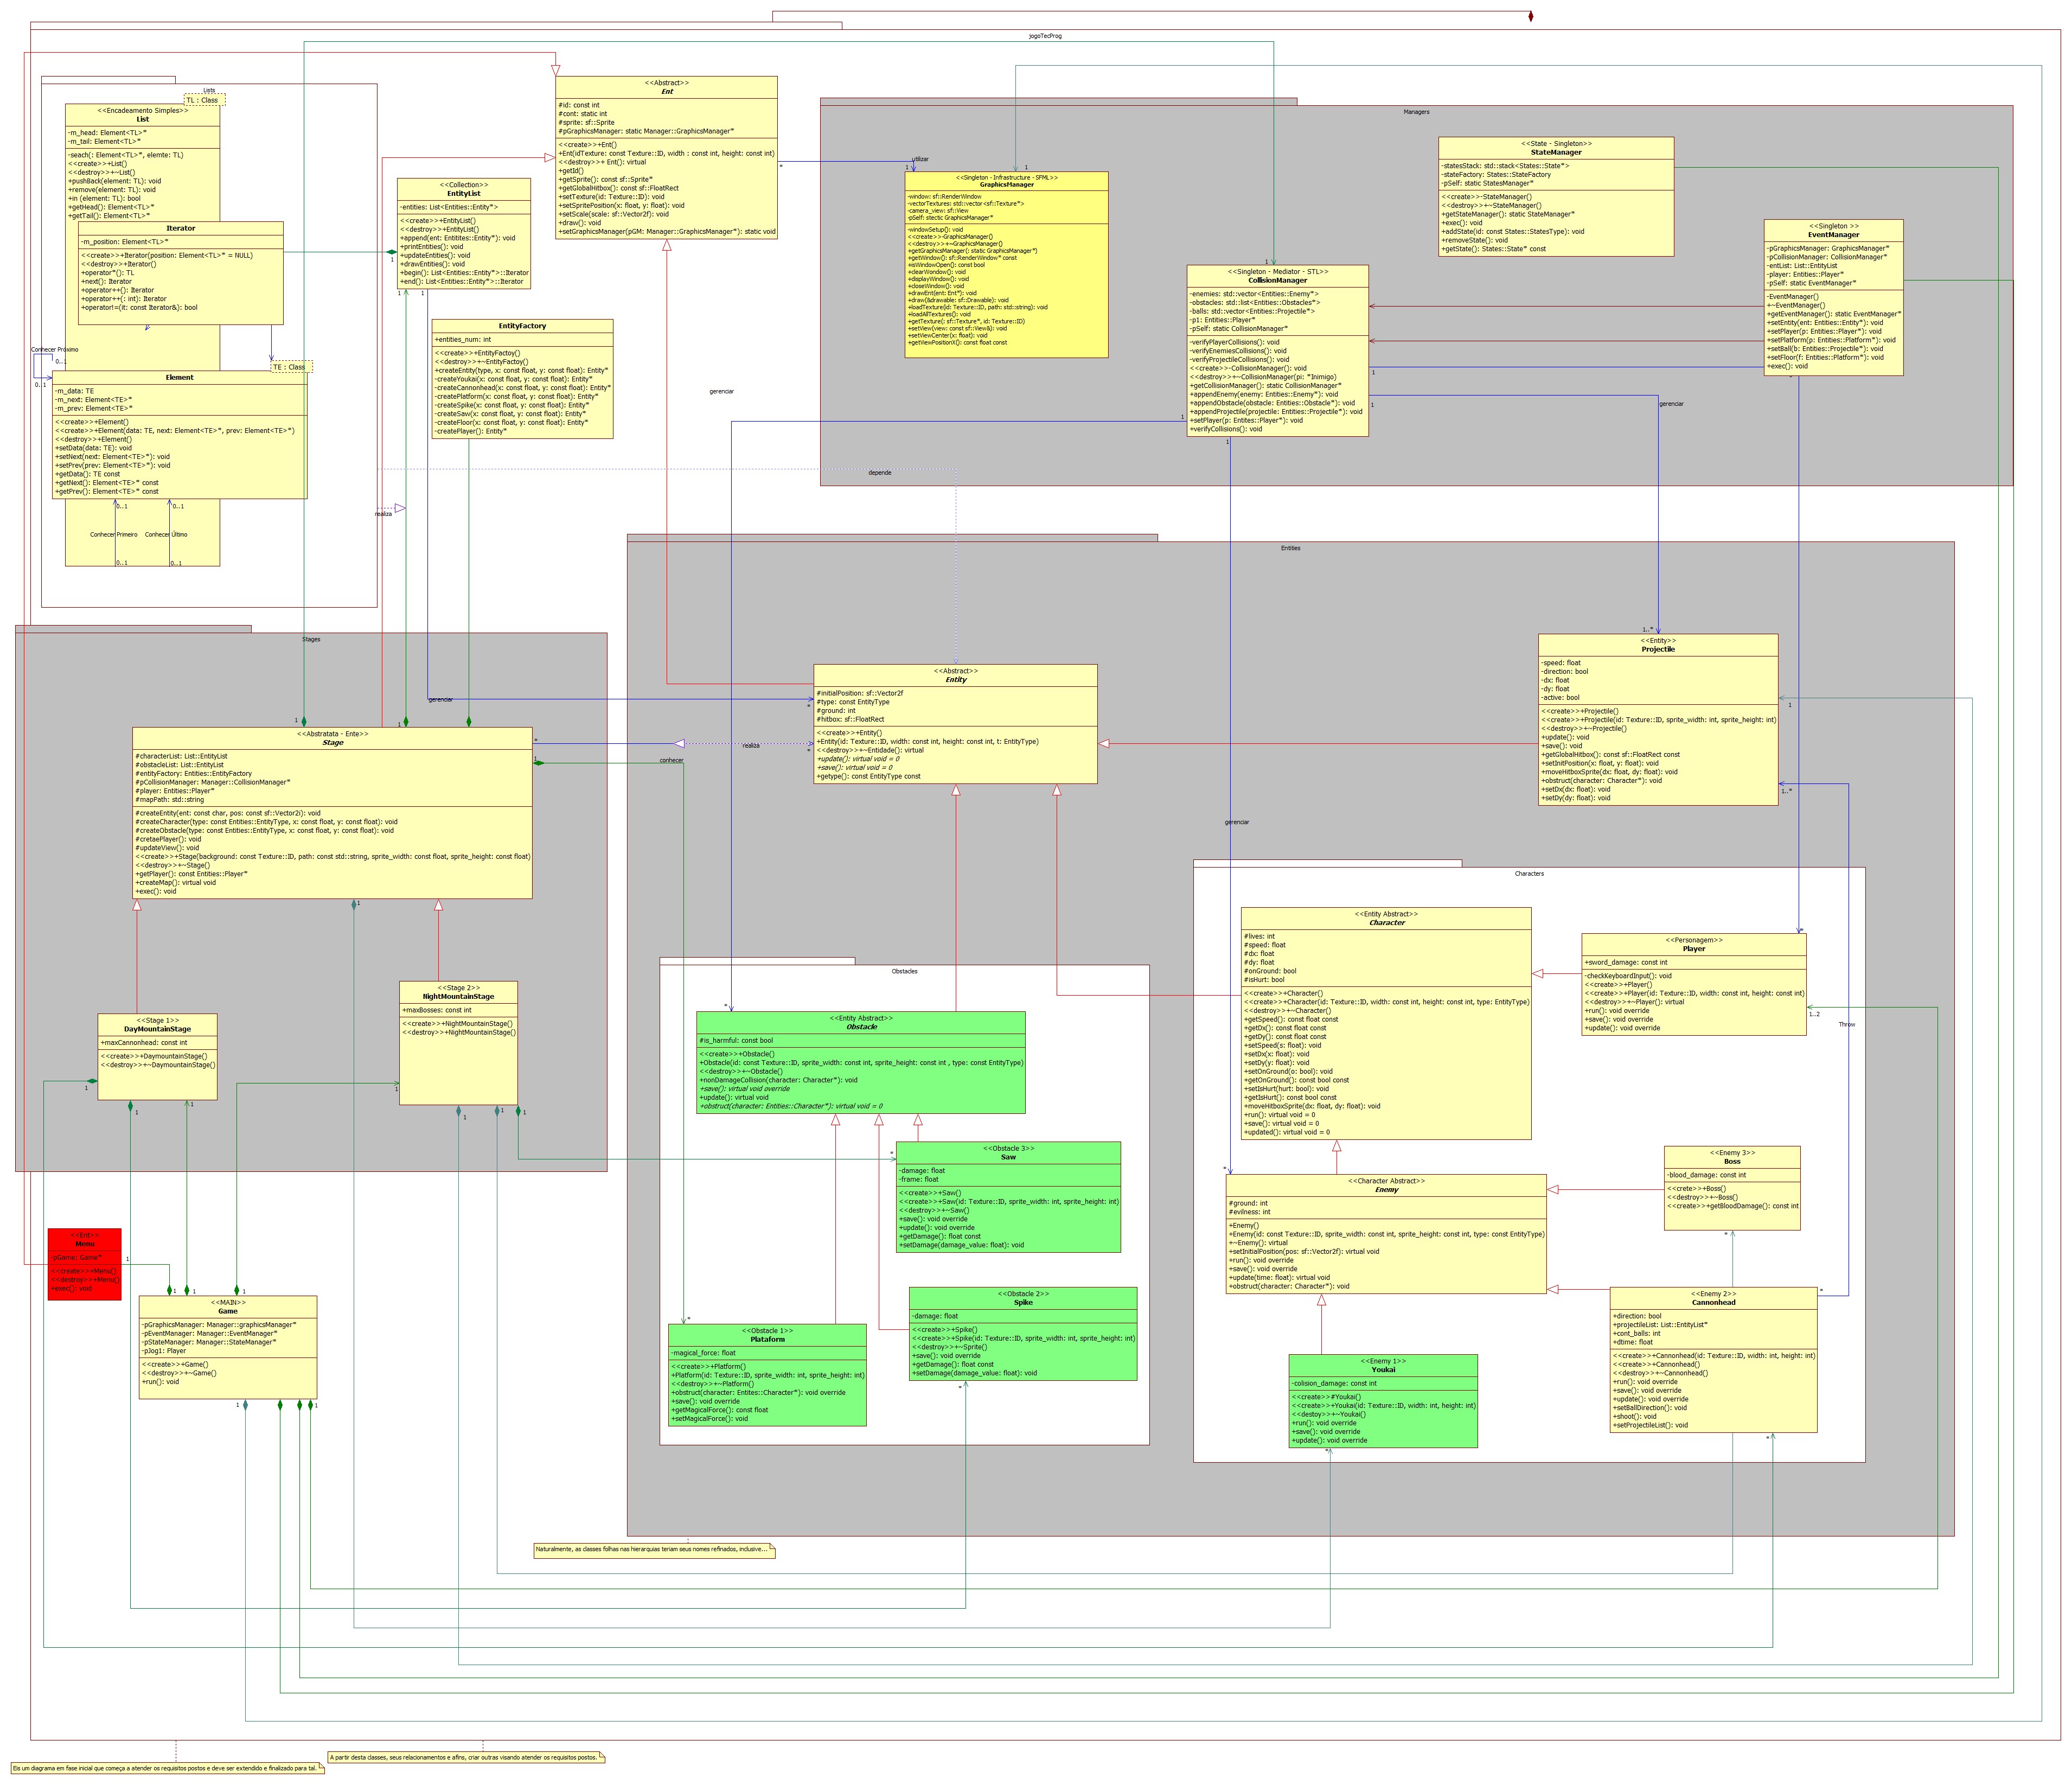 jogoTecProg
Lists
TL : Class
<<Encadeamento Simples>>
List
-m_head: Element<TL>*
-m_tail: Element<TL>*
-seach(: Element<TL>*, elemte: TL)
<<create>>+List()
<<destroy>>+~List()
+pushBack(element: TL): void
+remove(element: TL): void
+in (element: TL): bool
+getHead(): Element<TL>*
+getTail(): Element<TL>*
Iterator
-m_position: Element<TL>*
<<create>>+Iterator(position: Element<TL>* = NULL)
<<destroy>>+Iterator()
+operator*(): TL
+next(): Iterator
+operator++(): Iterator
+operator++(: int): Iterator
+operator!=(it: const Iterator&): bool
Conhecer Próximo
0..1
0..1
TE : Class
Element
-m_data: TE
-m_next: Element<TE>*
-m_prev: Element<TE>*
<<create>>+Element()
<<create>>+Element(data: TE, next: Element<TE>*, prev: Element<TE>*)
<<destroy>>+Element()
+setData(data: TE): void
+setNext(next: Element<TE>*): void
+setPrev(prev: Element<TE>*): void
+getData(): TE const
+getNext(): Element<TE>* const
+getPrev(): Element<TE>* const
0..1
0..1
Conhecer Primeiro
Conhecer Último
0..1
0..1
<<Collection>>
EntityList
-entities: List<Entities::Entity*>
<<create>>+EntityList()
<<destroy>>+EntityList()
+append(ent: Entitites::Entity*): void
+printEntities(): void
+updateEntities(): void
+drawEntities(): void
+begin(): List<Entities::Entity*>::Iterator
+end(): List<Entities::Entity*>::Iterator
1
1
1
EntityFactory
+entities_num: int
<<create>>+EntityFactoy()
<<destroy>>+~EntityFactoy()
+createEntity(type, x: const float, y: const float): Entity*
-createYoukai(x: const float, y: const float): Entity*
-createCannonhead(x: const float, y: const float): Entity*
-createPlatform(x: const float, y: const float): Entity*
-createSpike(x: const float, y: const float): Entity*
-createSaw(x: const float, y: const float): Entity*
-createFloor(x: const float, y: const float): Entity*
-createPlayer(): Entity*
realiza
<<Abstract>>
Ent
#id: const int
#cont: static int
#sprite: sf::Sprite
#pGraphicsManager: static Manager::GraphicsManager*
<<create>>+Ent()
+Ent(idTexture: const Texture::ID, width : const int, height: const int)
<<destroy>>+ Ent(): virtual
+getId()
+getSprite(): const sf::Sprite*
+getGlobalHitbox(): const sf::FloatRect
+setTexture(id: Texture::ID): void
+setSpritePosition(x: float, y: float): void
+setScale(scale: sf::Vector2f): void
+draw(): void
+setGraphicsManager(pGM: Manager::GraphicsManager*): static void
*
utilizar
1
1
gerenciar
depende
Managers
<<Singleton - Infrastructure - SFML>>
GraphicsManager
-window: sf::RenderWindow
-vectorTextures: std::vector<sf::Texture*>
-camera_view: sf::View
-pSelf: stectic GraphicsManager*
-windowSetup(): void
<<create>>-GraphicsManager()
<<destroy>>+~GraphicsManager()
+getGraphicsManager(: static GraphicsManager*)
+getWindow(): sf::RenderWindow* const
+isWindowOpen(): const bool
+clearWondow(): void
+displayWindow(): void
+closeWindow(): void
+drawEnt(ent: Ent*): void
+draw(&drawable: sf::Drawable): void
+loadTexture(id: Texture::ID, path: std::string): void
+loadAllTextures(): void
+getTexture(: sf::Texture*, id: Texture::ID)
+setView(view: const sf::View&): void
+setViewCenter(x: float): void
+getViewPositionX(): const float const
<<State - Singleton>>
StateManager
-statesStack: std::stack<States::State*>
-stateFactory: States::StateFactory
-pSelf: static StatesManager*
<<create>>-StateManager()
<<destroy>>+~StateManager()
+getStateManager(): static StateManager*
+exec(): void
+addState(id: const States::StatesType): void
+removeState(): void
+getState(): States::State* const
<<Singleton >>
EventManager
-pGraphicsManager: GraphicsManager*
-pCollisionManager: CollisionManager*
-entList: List::EntityList
-player: Entities::Player*
-pSelf: static EventManager*
-EventManager()
+~EventManager()
+getEventManager(): static EventManager*
+setEntity(ent: Entities::Entity*): void
+setPlayer(p: Entities::Player*): void
+setPlatform(p: Entities::Platform*): void
+setBall(b: Entities::Projectile*): void
+setFloor(f: Entities::Platform*): void
+exec(): void
1
<<Singleton - Mediator - STL>>
CollisionManager
-enemies: std::vector<Entities::Enemy*>
-obstacles: std::list<Entities::Obstacles*>
-balls: std::vector<Entities::Projectile*>
-p1: Entities::Player*
-pSelf: static CollisionManager*
-verifyPlayerCollisions(): void
-verifyEnemiesCollisions(): void
-verifyProjectileCollisions(): void
<<create>>-CollisionManager(): void
<<destroy>>+~CollisionManager(pi: *Inimigo)
+getCollisionManager(): static CollisionManager*
+appendEnemy(enemy: Entities::Enemy*): void
+appendObstacle(obstacle: Entities::Obstacle*): void
+appendProjectile(projectile: Entities::Projectile*): void
+setPlayer(p: Entites::Player*): void
+verifyCollisions(): void
1
1
1
1
gerenciar
Entities
Stages
<<Abstract>>
Entity
#initialPosition: sf::Vector2f
#type: const EntityType
#ground: int
#hitbox: sf::FloatRect
<<create>>+Entity()
+Entity(id: Texture::ID, width: const int, height: const int, t: EntityType)
<<destroy>>+~Entidade(): virtual
+update(): virtual void = 0
+save(): virtual void = 0
+getype(): const EntityType const
gerenciar
*
*
*
realiza
1..*
<<Entity>>
Projectile
-speed: float
-direction: bool
-dx: float
-dy: float
-active: bool
<<create>>+Projectile()
<<create>>+Projectile(id: Texture::ID, sprite_width: int, sprite_height: int)
<<destroy>>+~Projectile()
+update(): void
+save(): void
+getGlobalHitbox(): const sf::FloatRect const
+setInitPosition(x: float, y: float): void
+moveHitboxSprite(dx: float, dy: float): void
+obstruct(character: Character*): void
+setDx(dx: float): void
+setDy(dy: float): void
1
1..*
gerenciar
1
1
<<Abstratata - Ente>>
Stage
#characterList: List::EntityList
#obstacleList: List::EntityList
#entityFactory: Entities::EntityFactory
#pCollisionManager: Manager::CollisionManager*
#player: Entities::Player*
#mapPath: std::string
#createEntity(ent: const char, pos: const sf::Vector2i): void
#createCharacter(type: const Entities::EntityType, x: const float, y: const float): void
#createObstacle(type: const Entities::EntityType, x: const float, y: const float): void
#cretaePlayer(): void
#updateView(): void
<<create>>+Stage(background: const Texture::ID, path: const std::string, sprite_width: const float, sprite_height: const float)
<<destroy>>+~Stage()
+getPlayer(): const Entities::Player*
+createMap(): virtual void
+exec(): void
1
conhecer
1
<<Stage 1>>
DayMountainStage
+maxCannonhead: const int
<<create>>+DaymountainStage()
<<destroy>>+~DaymountainStage()
1
1
1
<<Stage 2>>
NightMountainStage
+maxBosses: const int
<<create>>+NightMountainStage()
<<destroy>>+NightMountainStage()
1
1
1
1
Characters
<<Entity Abstract>>
Character
#lives: int
#speed: float
#dx: float
#dy: float
#onGround: bool
#isHurt: bool
<<create>>+Character()
<<create>>+Character(id: Texture::ID, width: const int, height: const int, type: EntityType)
<<destroy>>+~Character()
+getSpeed(): const float const
+getDx(): const float const
+getDy(): const float const
+setSpeed(s: float): void
+setDx(x: float): void
+setDy(y: float): void
+setOnGround(o: bool): void
+getOnGround(): const bool const
+setIsHurt(hurt: bool): void
+getIsHurt(): const bool const
+moveHitboxSprite(dx: float, dy: float): void
+run(): virtual void = 0
+save(): virtual void = 0
+updated(): virtual void = 0
*
<<Personagem>>
Player
+sword_damage: const int
-checkKeyboardInput(): void
<<create>>+Player()
<<create>>+Player(id: Texture::ID, width: const int, height: const int)
<<destroy>>+~Player(): virtual
+run(): void override
+save(): void override
+update(): void override
1..2
Throw
Obstacles
*
<<Entity Abstract>>
Obstacle
#is_harmful: const bool
<<create>>+Obstacle()
+Obstacle(id: const Texture::ID, sprite_width: const int, sprite_height: const int , type: const EntityType)
<<destroy>>+~Obstacle()
+nonDamageCollision(character: Character*): void
+save(): virtual void override
+update(): virtual void
+obstruct(character: Entities::Character*): virtual void = 0
*
<<Obstacle 3>>
Saw
-damage: float
-frame: float
<<create>>+Saw()
<<create>>+Saw(id: Texture::ID, sprite_width: int, sprite_height: int)
<<destroy>>+~Saw()
+save(): void override
+update(): void override
+getDamage(): float const
+setDamage(damage_value: float): void
<<Obstacle 2>>
Spike
-damage: float
<<create>>+Spike()
<<create>>+Spike(id: Texture::ID, sprite_width: int, sprite_height: int)
<<destroy>>+~Sprite()
+save(): void override
+getDamage(): float const
+setDamage(damage_value: float): void
*
*
<<Obstacle 1>>
Plataform
-magical_force: float
<<create>>+Platform()
+Platform(id: Texture::ID, sprite_width: int, sprite_height: int)
<<destroy>>+~Platform()
+obstruct(character: Entites::Character*): void override
+save(): void override
+getMagicalForce(): const float
+setMagicalForce(): void
*
<<Character Abstract>>
Enemy
#ground: int
#evilness: int
+Enemy()
+Enemy(id: const Texture::ID, sprite_width: const int, sprite_height: const int, type: const EntityType)
+~Enemy(): virtual
+setInitialPosition(pos: sf::Vector2f): virtual void
+run(): void override
+save(): void override
+update(time: float): virtual void
+obstruct(character: Character*): void
<<Enemy 3>>
Boss
-blood_damage: const int
<<crete>>+Boss()
<<destroy>>+~Boss()
<<create>>+getBloodDamage(): const int
*
<<Enemy 2>>
Cannonhead
+direction: bool
+projectileList: List::EntityList*
+cont_balls: int
+dtime: float
<<create>>+Cannonhead(id: Texture::ID, width: int, height: int)
<<create>>+Cannonhead()
<<destroy>>+~Cannonhead()
+run(): void override
+save(): void override
+update(): void override
+setBallDirection(): void
+shoot(): void
+setProjectileList(): void
*
*
<<Enemy 1>>
Youkai
-colision_damage: const int
<<create>>#Youkai()
<<create>>+Youkai(id: Texture::ID, width: int, height: int)
<<destoy>>+~Youkai()
+run(): void override
+save(): void override
+update(): void override
*
<<Ent>>
Menu
-pGame: Game*
<<create>>+Menu()
<<destroy>>+Menu()
+exec(): void
1
1
1
1
<<MAIN>>
Game
-pGraphicsManager: Manager::graphicsManager*
-pEventManager: Manager::EventManager*
-pStateManager: Manager::StateManager*
-pJog1: Player
<<create>>+Game()
<<destroy>>+~Game()
+run(): void
1
1
Naturalmente, as classes folhas nas hierarquias teriam seus nomes refinados, inclusive...
A partir desta classes, seus relacionamentos e afins, criar outras visando atender os requisitos postos.
Eis um diagrama em fase inicial que começa a atender os requisitos postos e deve ser extendido e finalizado para tal.